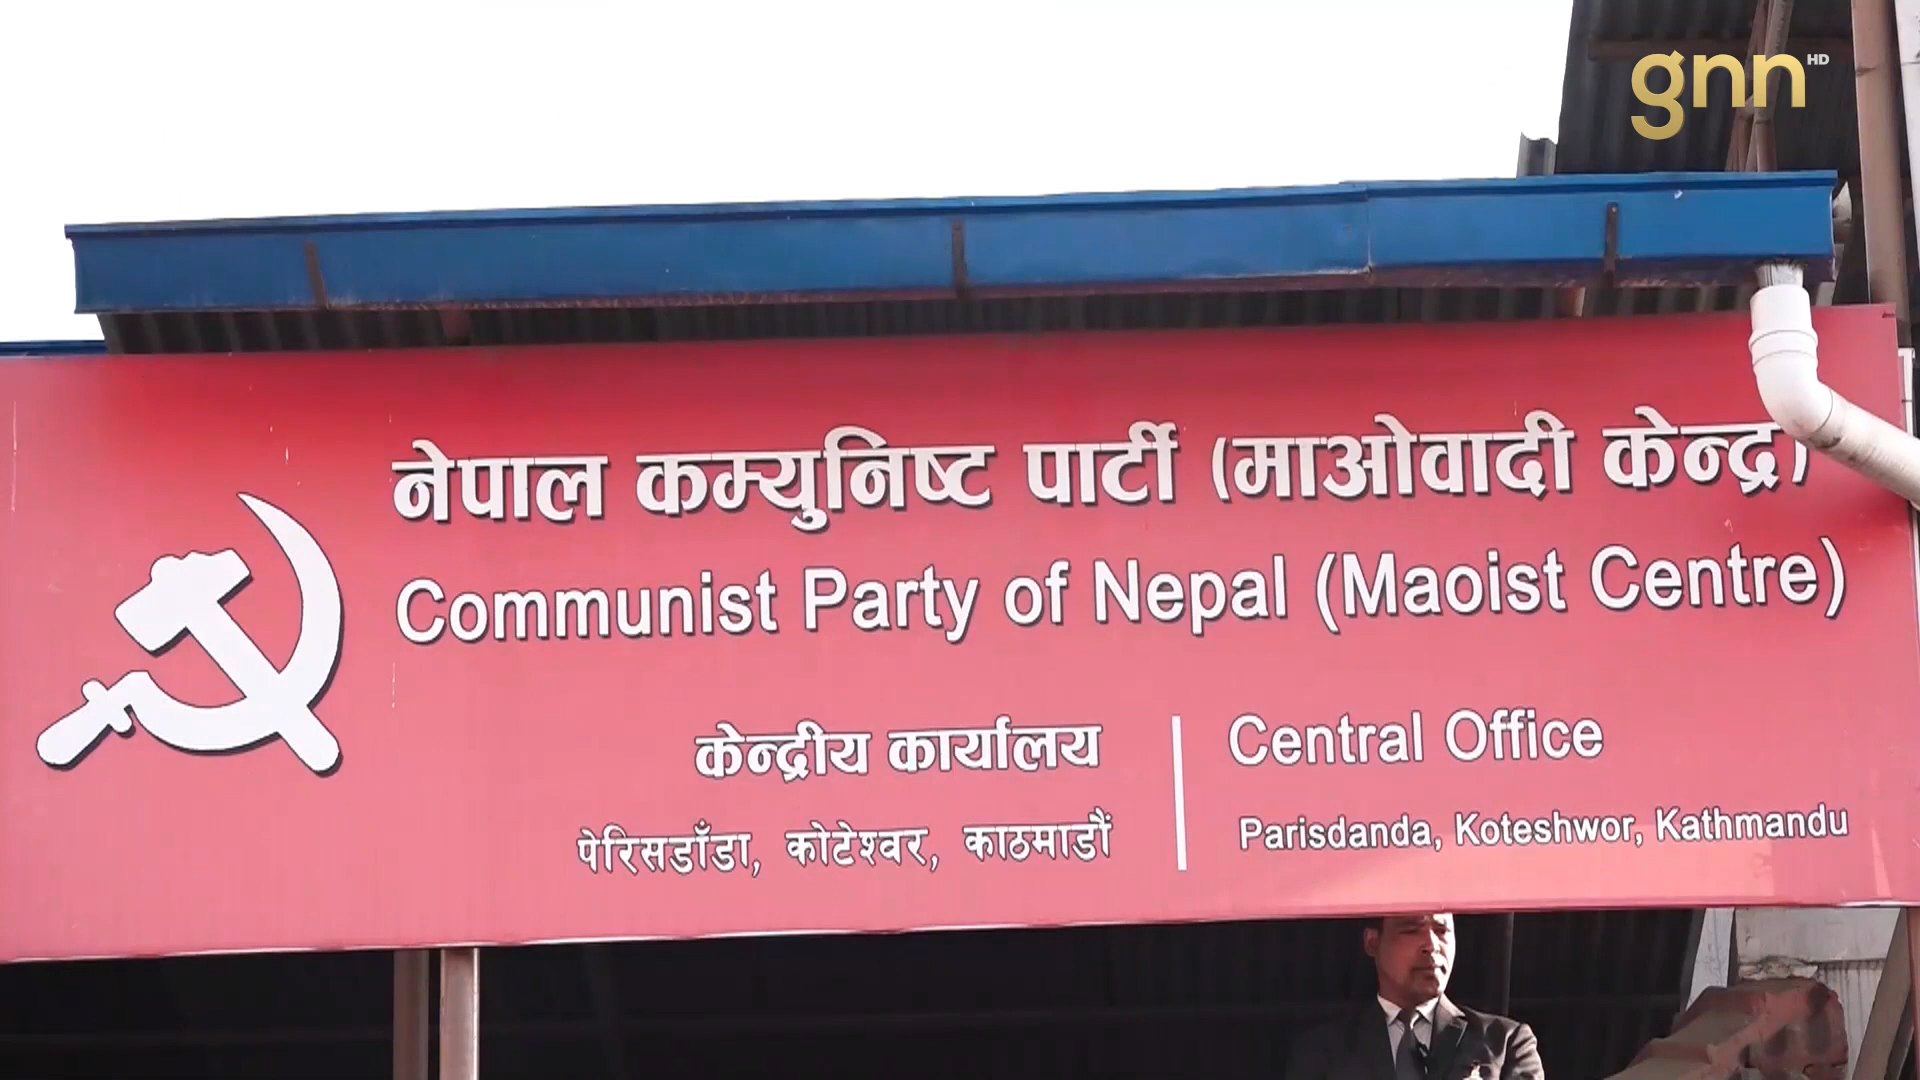 gnn HD
नेपाल कम्युनिष्ट पार्टी (माओवादी केन्द्र)
Communist Party of Nepal (Maoist Centre)
केन्द्रीय कार्यालय
पेरिसडाँडा, कोटेश्वर, काठमाडौं
Central Office
Parisdanda, Koteshwor, Kathmandu